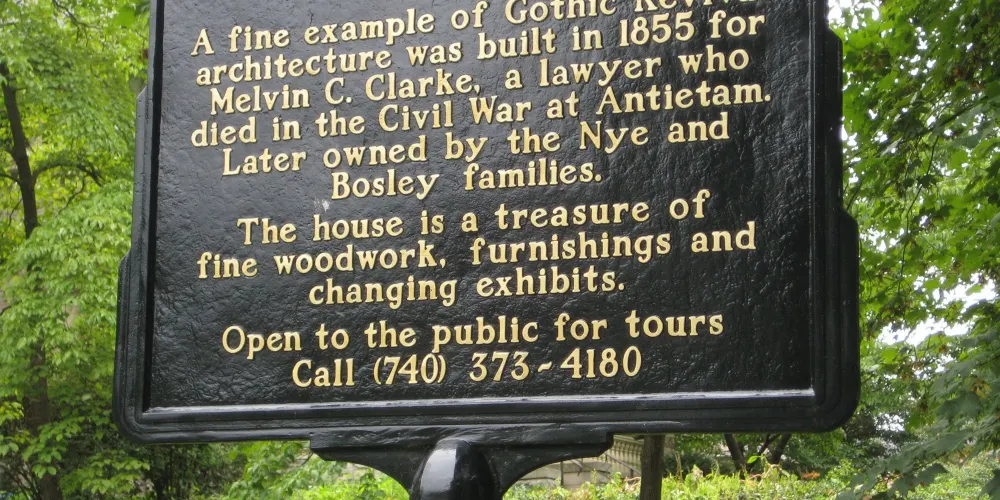 A fine example of Gothic Revival
architecture was built in 1855 for
Melvin C. Clarke, a lawyer who
died in the Civil War at Antietam.
Later owned by the Nye and
Bosley families.
The house is a treasure of
fine woodwork, furnishings and
changing exhibits.
Open to the public for tours
Call (740) 373-4180